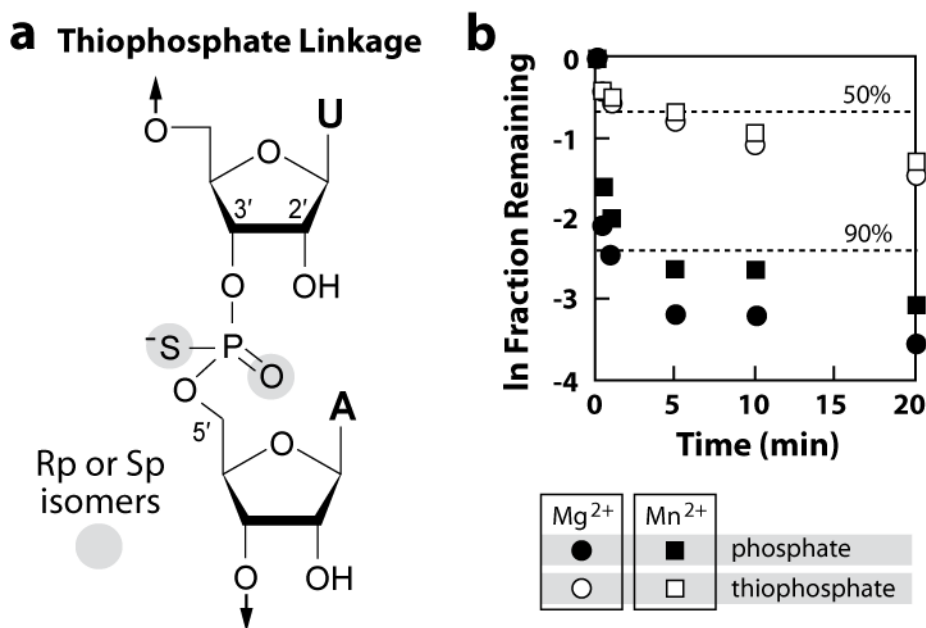 a Thiophosphate Linkage
O
U
O
3′ 2′
O
OH
⁻S P O
O
5′
A
O
Rp or Sp
isomers
O
OH
b
ln Fraction Remaining
0
-1
-2
-3
-4
50%
90%
0 5 10 15 20
Time (min)
Mg²⁺ Mn²⁺
phosphate
thiophosphate